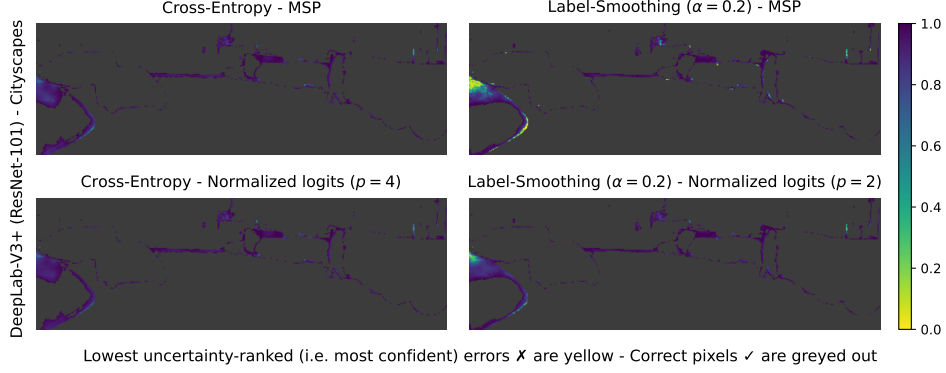 Cross-Entropy - MSP
Label-Smoothing (α = 0.2) - MSP
DeepLab-V3+ (ResNet-101) - Cityscapes
1.0
0.8
0.6
0.4
0.2
0.0
Cross-Entropy - Normalized logits (p = 4)
Label-Smoothing (α = 0.2) - Normalized logits (p = 2)
Lowest uncertainty-ranked (i.e. most confident) errors ✗ are yellow - Correct pixels ✓ are greyed out